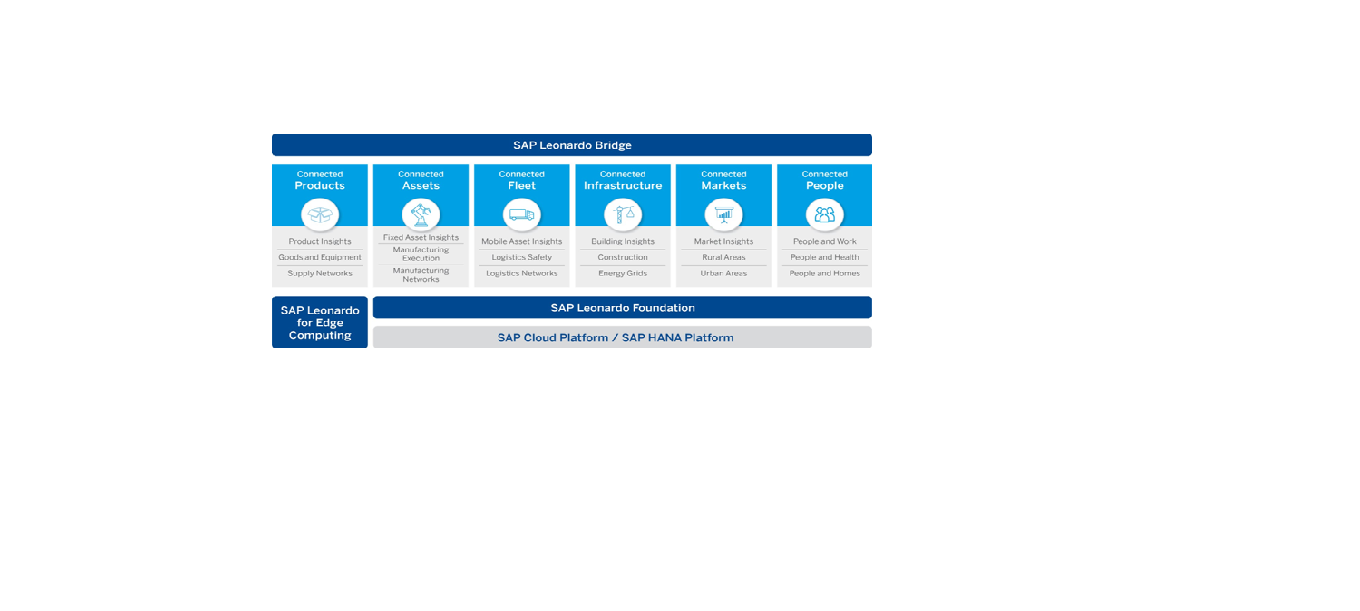 SAP Leonardo Bridge
Connected
Products
Product Insights
Goods and Equipment
Supply Networks
Connected
Assets
Fixed Asset Insights
Manufacturing
Execution
Manufacturing
Networks
Connected
Fleet
Mobile Asset Insights
Logistics Safety
Logistics Networks
Connected
Infrastructure
Building Insights
Construction
Energy Grids
Connected
Markets
Market Insights
Rural Areas
Urban Areas
Connected
People
People and Work
People and Health
People and Homes
SAP Leonardo
for Edge
Computing
SAP Leonardo Foundation
SAP Cloud Platform / SAP HANA Platform